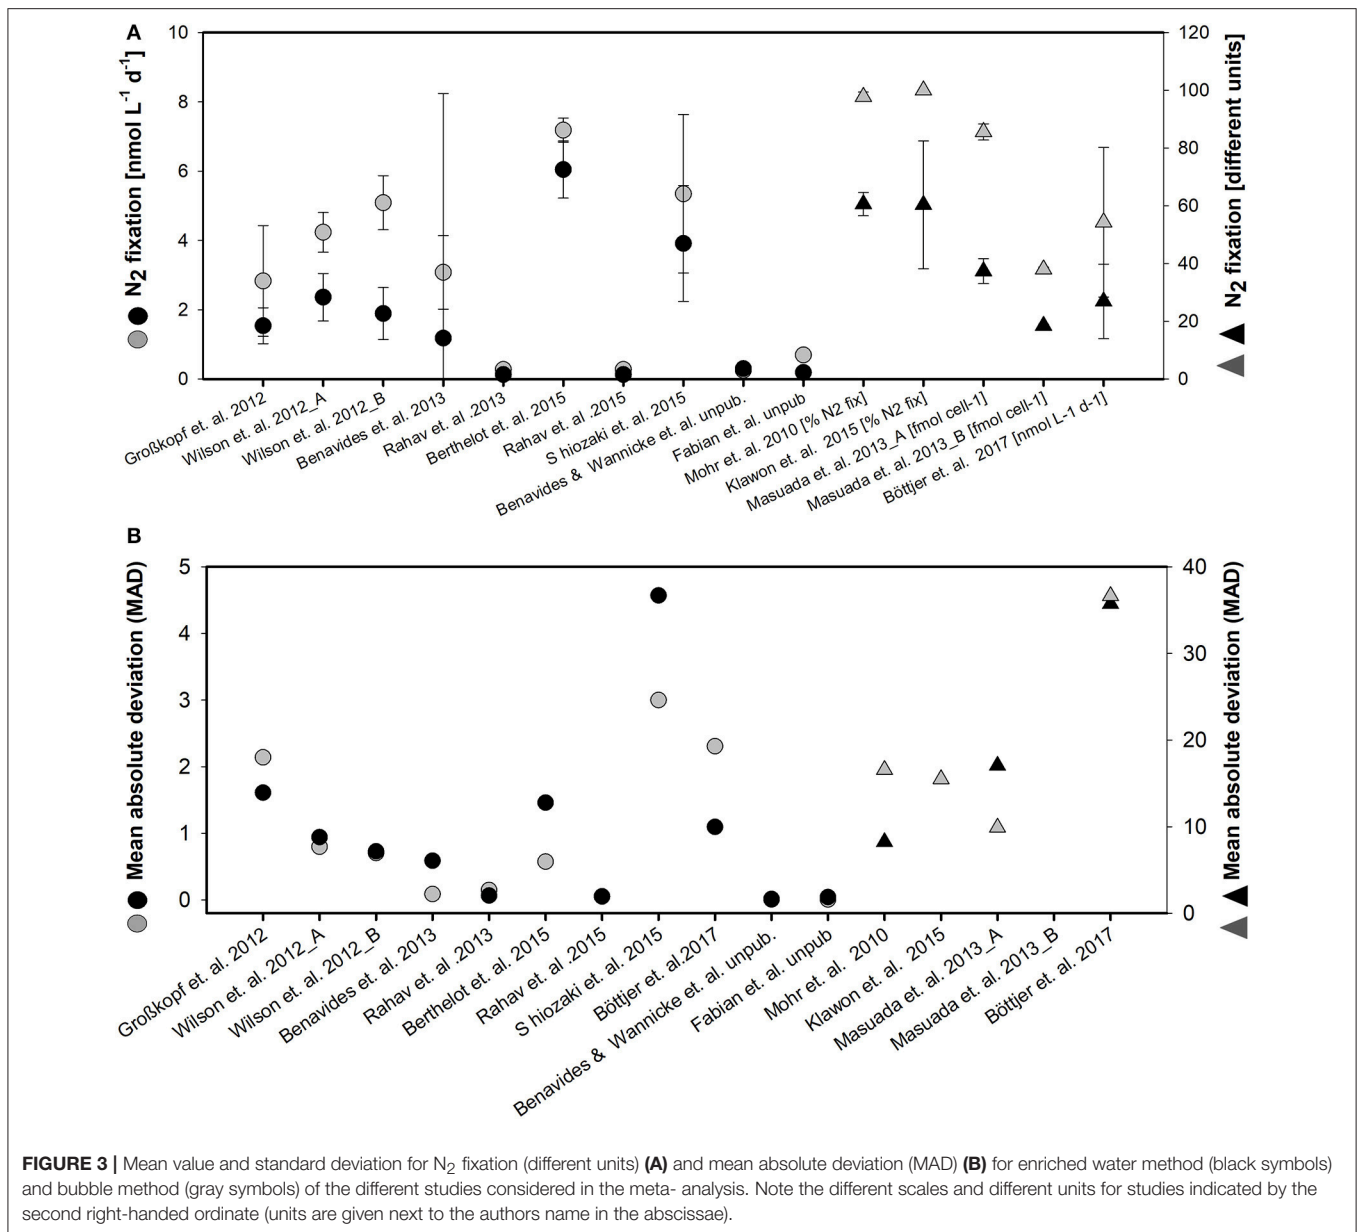 A
N2 fixation [nmol L-1 d-1]
10
8
6
4
2
0
N2 fixation [different units]
120
100
80
60
40
20
0
Großkopf et. al. 2012
Wilson et. al. 2012_A
Wilson et. al. 2012_B
Benavides et. al. 2013
Rahav et. al .2013
Berthelot et. al. 2015
Rahav et. al .2015
S hiozaki et. al. 2015
Benavides & Wannicke et. al. unpub.
Fabian et. al. unpub
Mohr et. al. 2010 [% N2 fix]
Klawon et. al. 2015 [% N2 fix]
Masuada et. al. 2013_A [fmol cell-1]
Masuada et. al. 2013_B [fmol cell-1]
Böttjer et. al. 2017 [nmol L-1 d-1]
B
Mean absolute deviation (MAD)
5
4
3
2
1
0
Mean absolute deviation (MAD)
40
30
20
10
0
Großkopf et. al. 2012
Wilson et. al. 2012_A
Wilson et. al. 2012_B
Benavides et. al. 2013
Rahav et. al. 2013
Berthelot et. al. 2015
Rahav et. al .2015
S hiozaki et. al. 2015
Böttjer et. al.2017
Benavides & Wannicke et. al. unpub.
Fabian et. al. unpub
Mohr et. al. 2010
Klawon et. al. 2015
Masuada et. al. 2013_A
Masuada et. al. 2013_B
Böttjer et. al. 2017
FIGURE 3 | Mean value and standard deviation for N2 fixation (different units) (A) and mean absolute deviation (MAD) (B) for enriched water method (black symbols)
and bubble method (gray symbols) of the different studies considered in the meta- analysis. Note the different scales and different units for studies indicated by the
second right-handed ordinate (units are given next to the authors name in the abscissae).